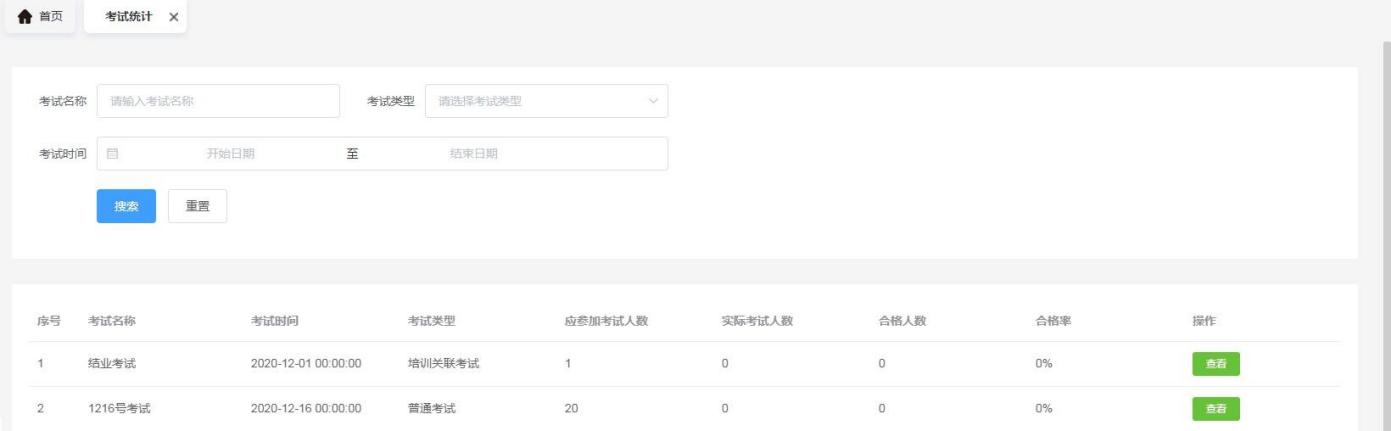 首页 考试统计
考试名称 请输入考试名称 考试类型 请选择考试类型
考试时间 开始日期 至 结束日期
搜索 重置
序号 考试名称 考试时间 考试类型 应参加考试人数 实际考试人数 合格人数 合格率 操作
1 结业考试 2020-12-01 00:00:00 培训关联考试 1 0 0 0% 查看
2 1216号考试 2020-12-16 00:00:00 普通考试 20 0 0 0% 查看